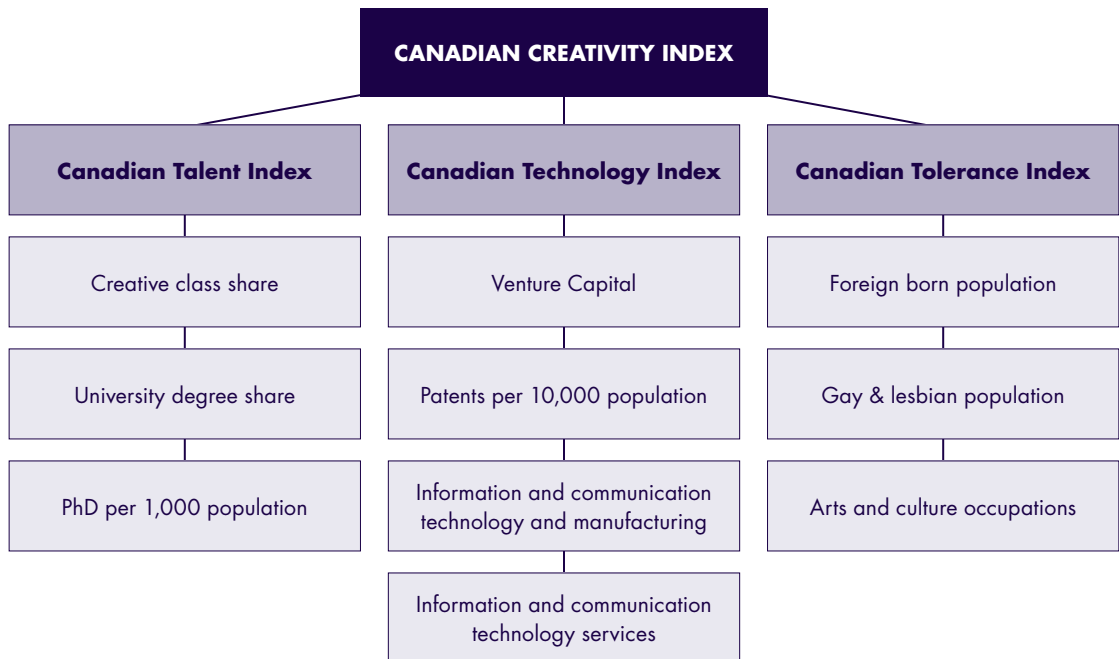 CANADIAN CREATIVITY INDEX
Canadian Talent Index
Creative class share
University degree share
PhD per 1,000 population
Canadian Technology Index
Venture Capital
Patents per 10,000 population
Information and communication
technology and manufacturing
Information and communication
technology services
Canadian Tolerance Index
Foreign born population
Gay & lesbian population
Arts and culture occupations